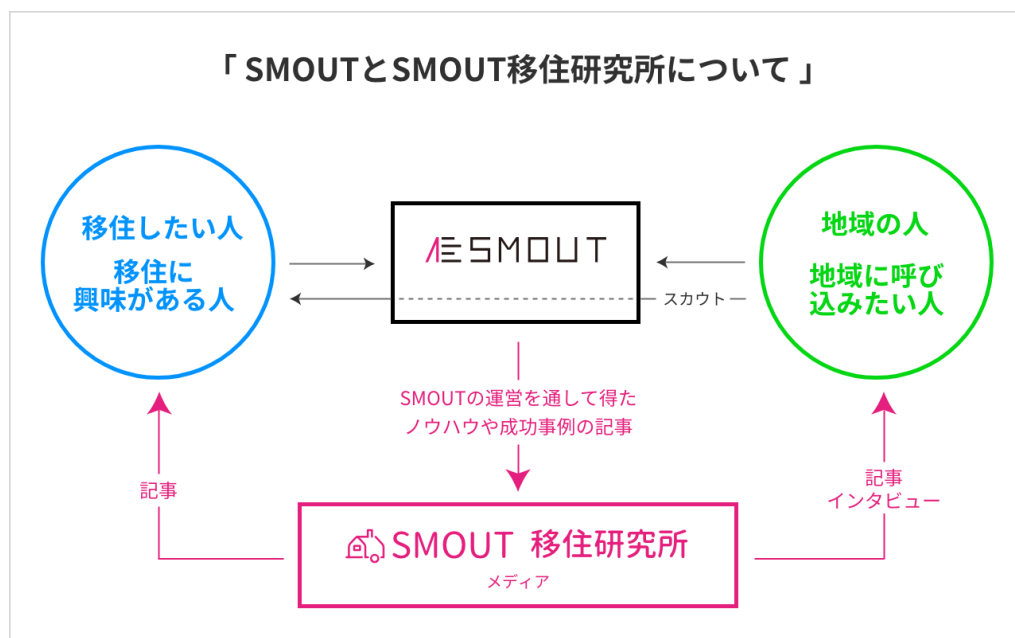 「 SMOUTとSMOUT移住研究所について 」
移住したい人
移住に
興味がある人
SMOUT
スカウト
地域の人
地域に呼び
込みたい人
SMOUTの運営を通して得た
ノウハウや成功事例の記事
記事
記事
インタビュー
SMOUT 移住研究所
メディア